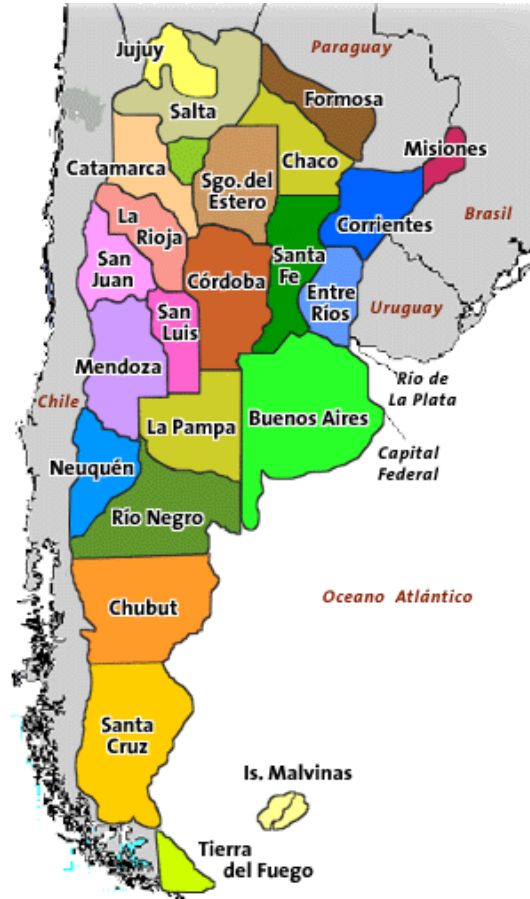 Paraguay
Jujuy
Formosa
Salta
Misiones
Catamarca
Chaco
Sgo. del
Estero
La
Rioja
Corrientes
Brasil
San
Juan
Santa
Fe
Córdoba
Entre
Ríos
San
Luis
Uruguay
Mendoza
Río de
La Plata
Chile
La Pampa
Buenos Aires
Capital
Federal
Neuquén
Río Negro
Chubut
Oceano Atlántico
Santa
Cruz
Is. Malvinas
Tierra
del Fuego